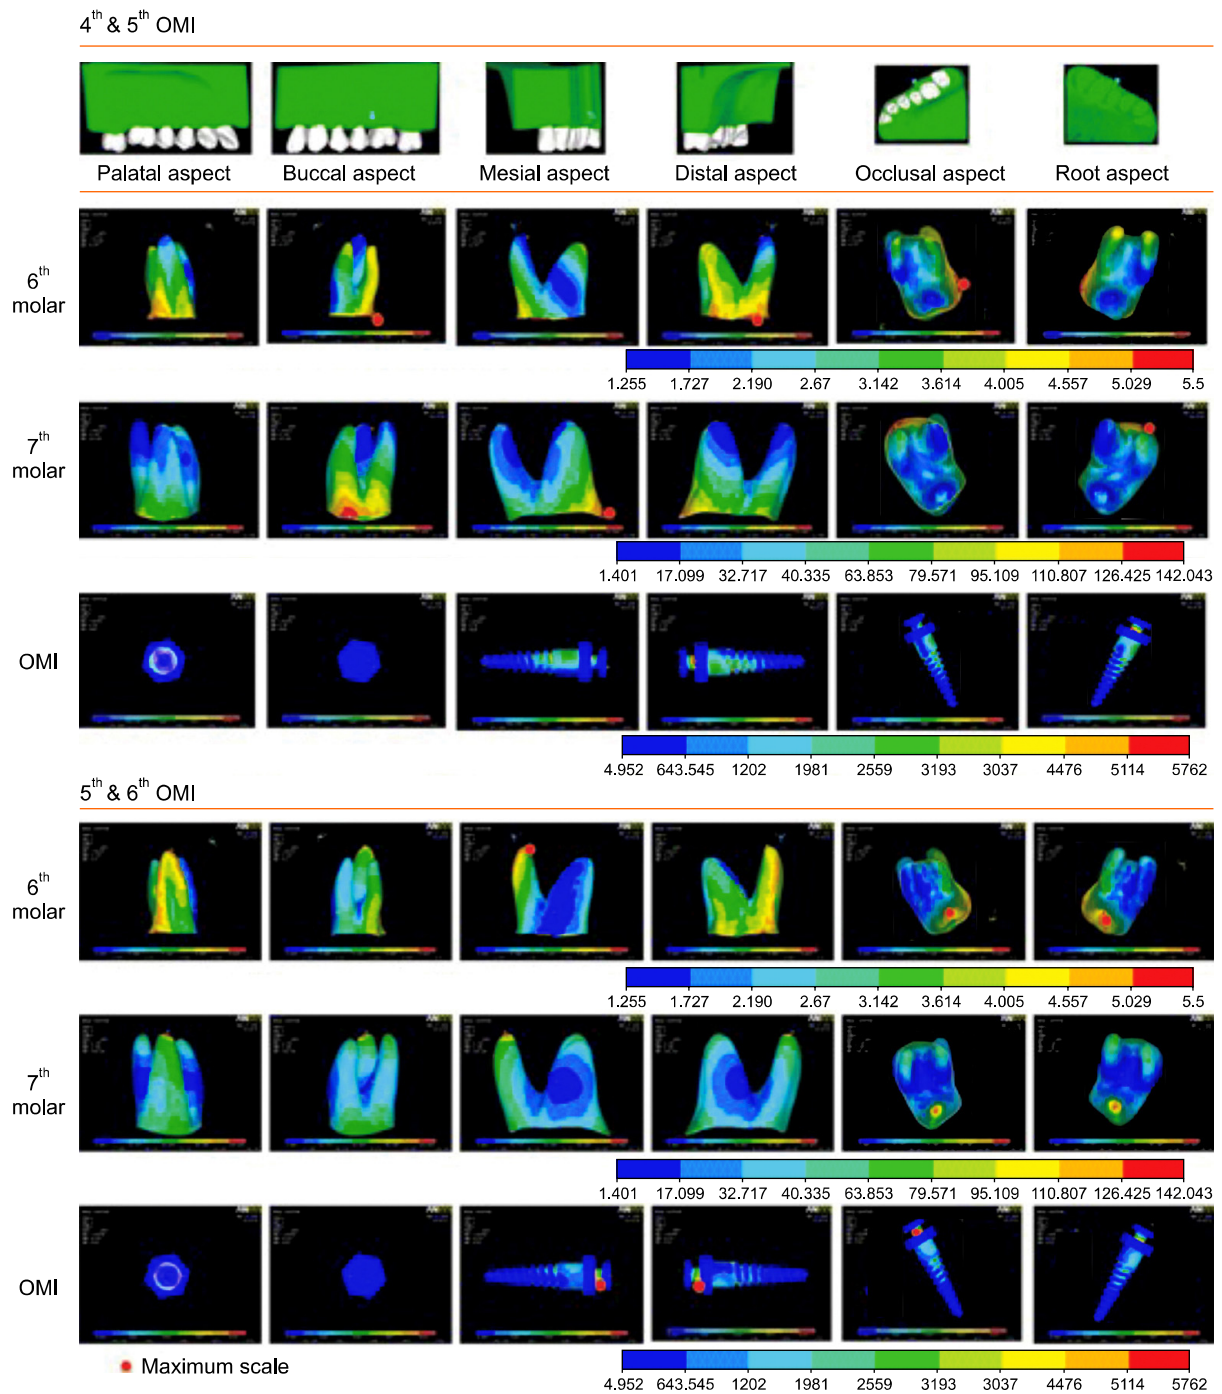 4th & 5th OMI
Palatal aspect Buccal aspect Mesial aspect Distal aspect Occlusal aspect Root aspect
6th molar
1.255 1.727 2.190 2.67 3.142 3.614 4.005 4.557 5.029 5.5
7th molar
1.401 17.099 32.717 40.335 63.853 79.571 95.109 110.807 126.425 142.043
OMI
4.952 643.545 1202 1981 2559 3193 3037 4476 5114 5762
5th & 6th OMI
6th molar
1.255 1.727 2.190 2.67 3.142 3.614 4.005 4.557 5.029 5.5
7th molar
1.401 17.099 32.717 40.335 63.853 79.571 95.109 110.807 126.425 142.043
OMI
Maximum scale
4.952 643.545 1202 1981 2559 3193 3037 4476 5114 5762